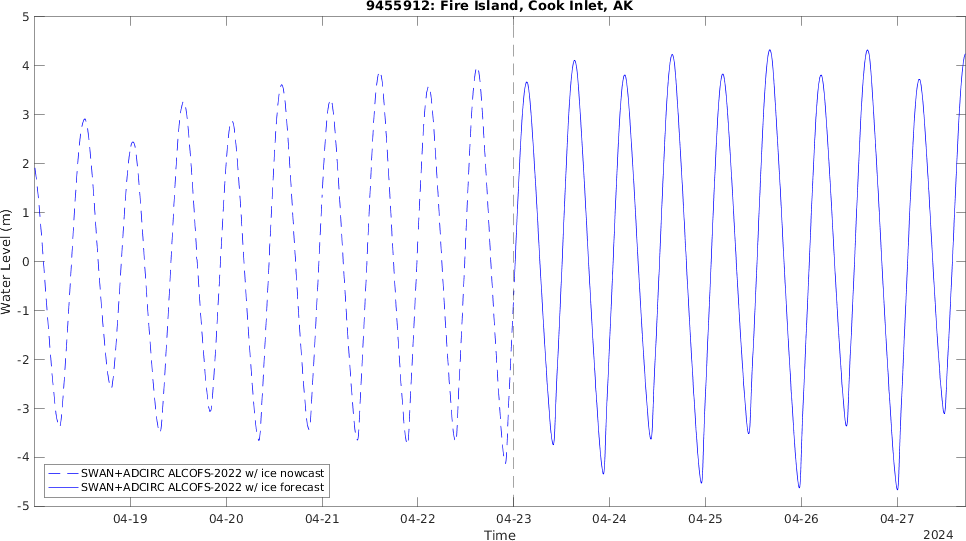 9455912: Fire Island, Cook Inlet, AK
5
4
3
2
1
0
-1
-2
-3
-4
-5
Water Level (m)
SWAN+ADCIRC ALCOFS-2022 w/ ice nowcast
SWAN+ADCIRC ALCOFS-2022 w/ ice forecast
04-19 04-20 04-21 04-22 04-23 04-24 04-25 04-26 04-27
Time
2024